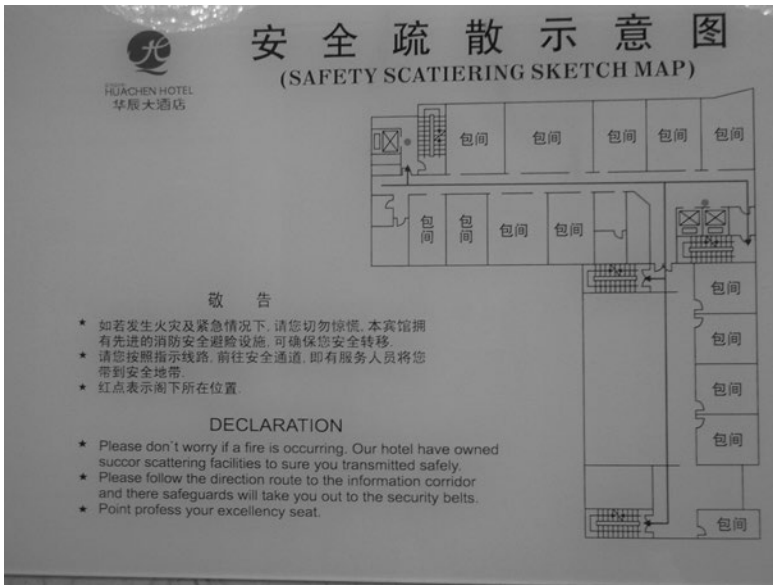 安全疏散示意图
(SAFETY SCATIERING SKETCH MAP)
HUACHEN HOTEL
华辰大酒店
包间 包间 包间 包间 包间
包间 包间 包间 包间
包间
包间
包间
包间
包间
敬 告
★ 如若发生火灾及紧急情况下, 请您切勿惊慌, 本宾馆拥
有先进的消防安全避险设施, 可确保您安全转移.
★ 请您按照指示线路, 前往安全通道, 即有服务人员将您
带到安全地带.
★ 红点表示阁下所在位置.
DECLARATION
★ Please don´t worry if a fire is occurring. Our hotel have owned
succor scattering facilities to sure you transmitted safely.
★ Please follow the direction route to the information corridor
and there safeguards will take you out to the security belts.
★ Point profess your excellency seat.